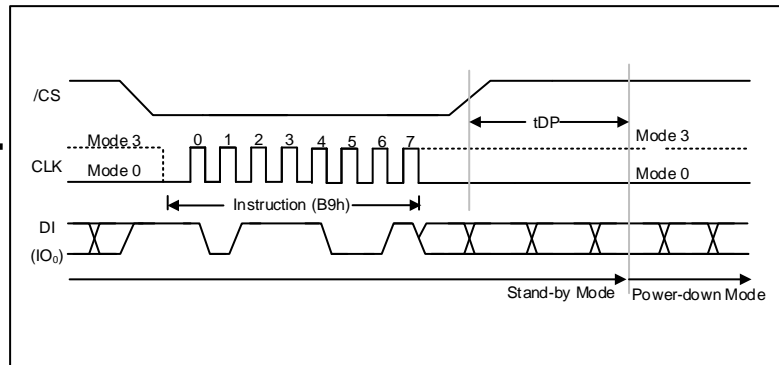 /CS
tDP
Mode 3
0 1 2 3 4 5 6 7
Mode 3
CLK
Mode 0
Mode 0
Instruction (B9h)
DI
(IO₀)
Stand-by Mode
Power-down Mode